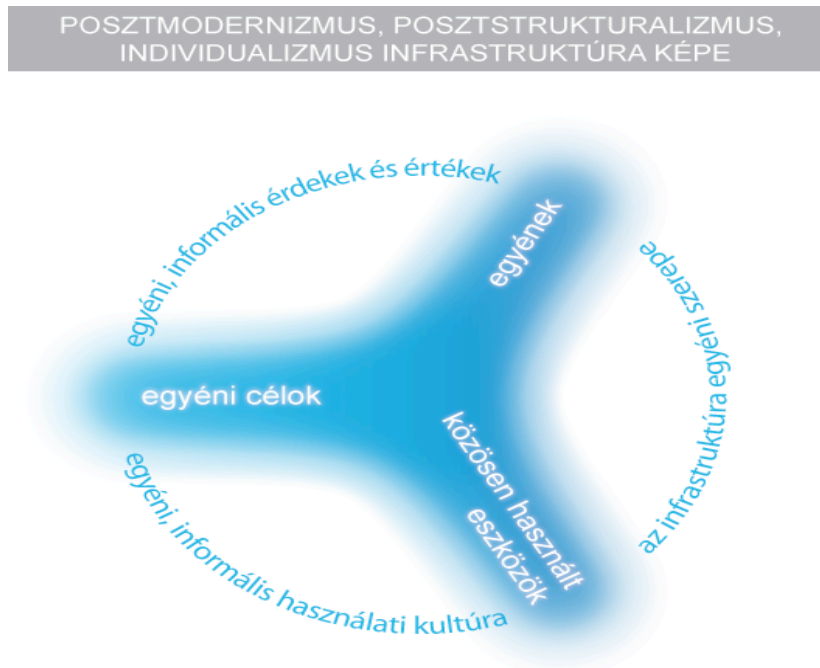 POSZTMODERNIZMUS, POSZTSTRUKTURALIZMUS,
INDIVIDUALIZMUS INFRASTRUKTÚRA KÉPE
egyéni, informális érdekek és értékek
egyének
az infrastruktúra egyéni szerepe
egyéni célok
közösen használt
eszközök
egyéni, informális használati kultúra